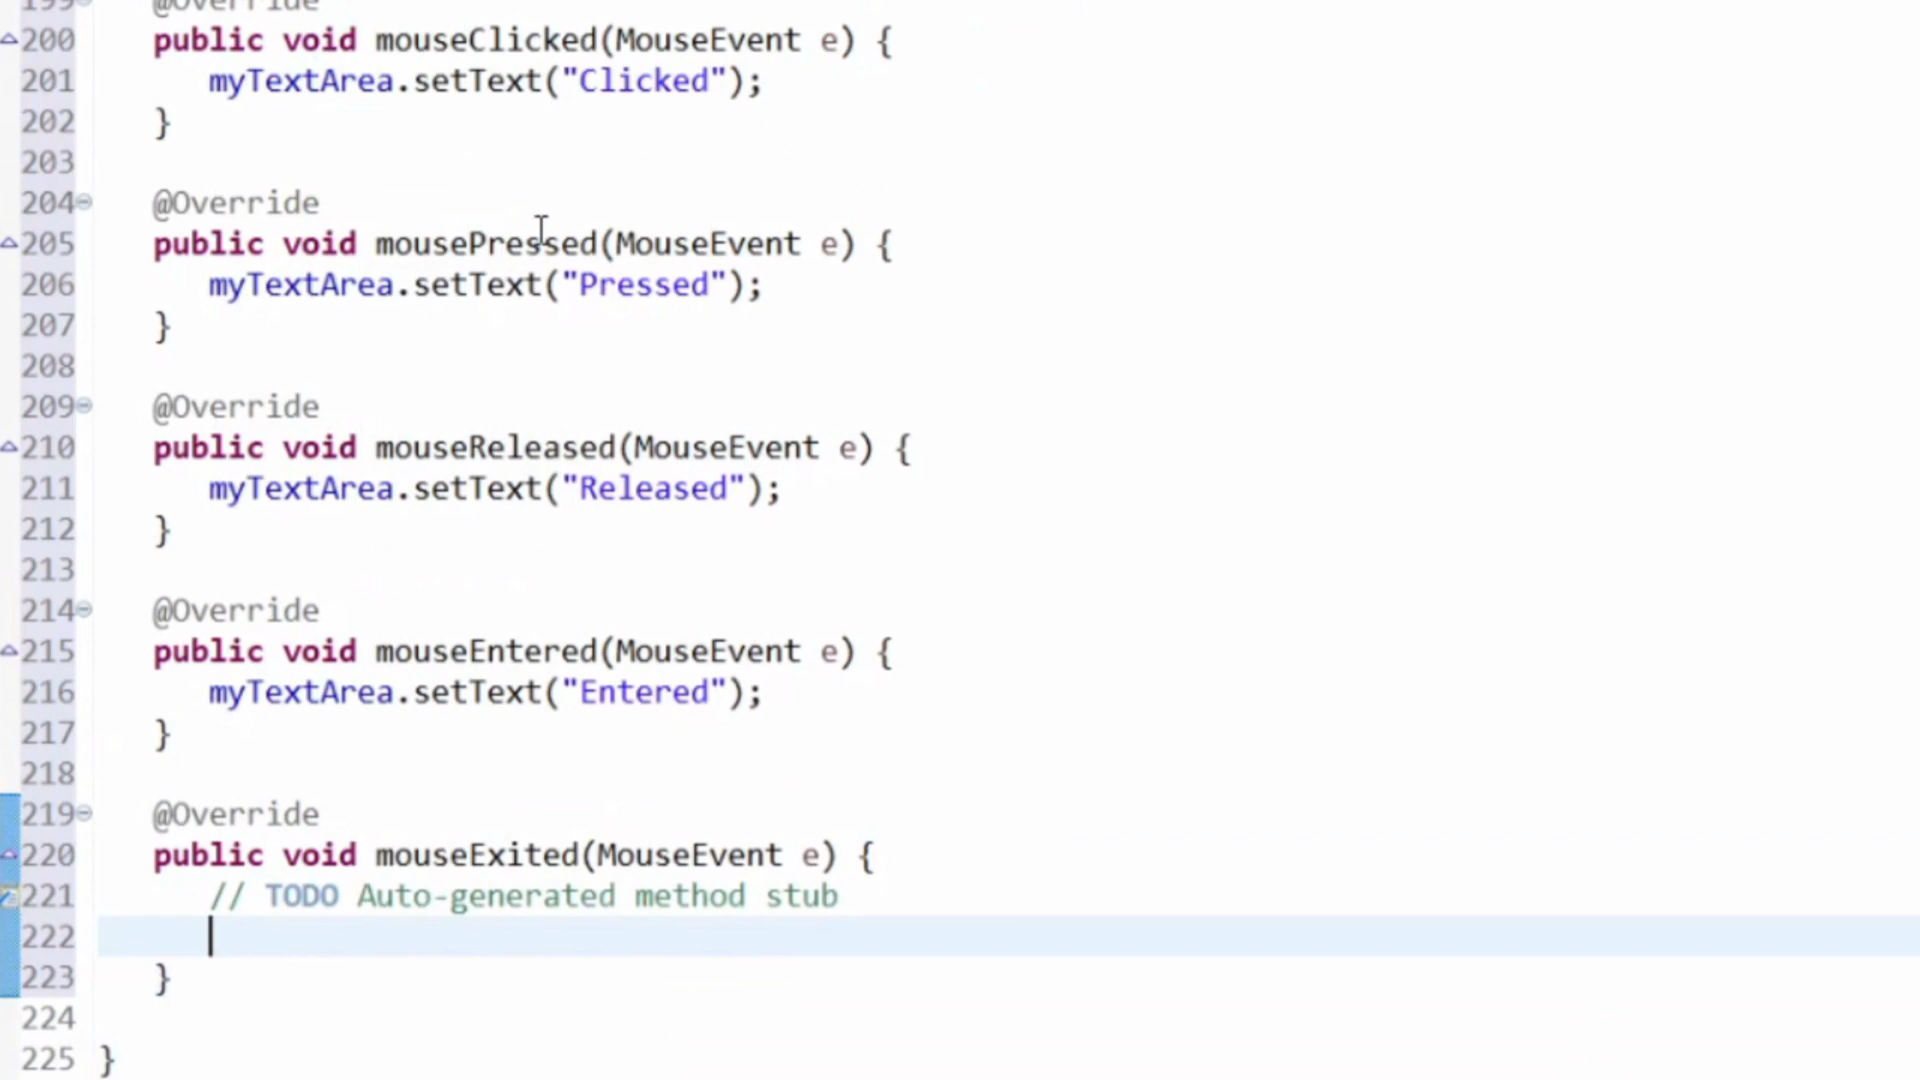 199 @Override
200 public void mouseClicked(MouseEvent e) {
201 myTextArea.setText("Clicked");
202 }
203
204 @Override
205 public void mousePressed(MouseEvent e) {
206 myTextArea.setText("Pressed");
207 }
208
209 @Override
210 public void mouseReleased(MouseEvent e) {
211 myTextArea.setText("Released");
212 }
213
214 @Override
215 public void mouseEntered(MouseEvent e) {
216 myTextArea.setText("Entered");
217 }
218
219 @Override
220 public void mouseExited(MouseEvent e) {
221 // TODO Auto-generated method stub
222
223 }
224
225 }